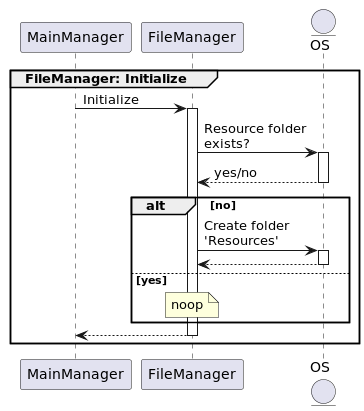 MainManager FileManager OS
FileManager: Initialize
Initialize
Resource folder
exists?
yes/no
alt [no]
Create folder
'Resources'
[yes]
noop
MainManager FileManager OS